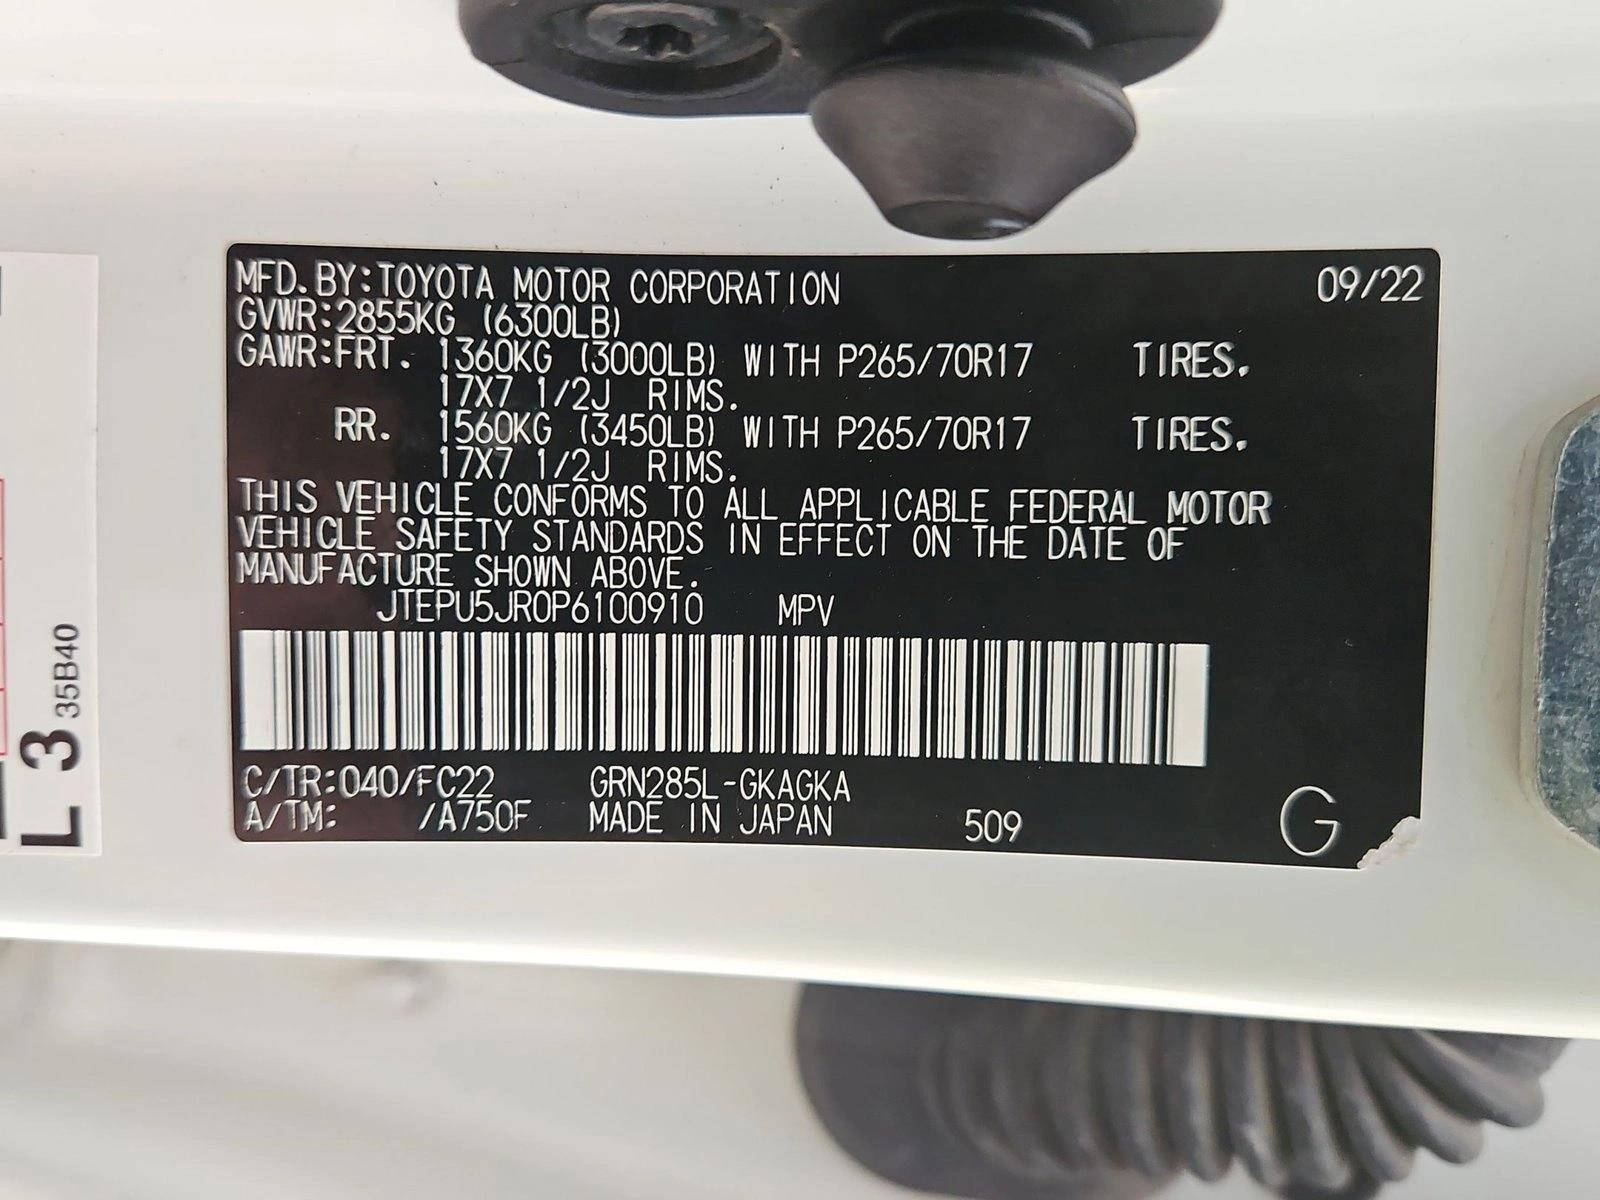 MFD. BY:TOYOTA MOTOR CORPORATION 09/22
GVWR:2855KG (6300LB)
GAWR:FRT. 1360KG (3000LB) WITH P265/70R17 TIRES.
17X7 1/2J RIMS.
RR. 1560KG (3450LB) WITH P265/70R17 TIRES.
17X7 1/2J RIMS.
THIS VEHICLE CONFORMS TO ALL APPLICABLE FEDERAL MOTOR
VEHICLE SAFETY STANDARDS IN EFFECT ON THE DATE OF
MANUFACTURE SHOWN ABOVE.
JTEPU5JR0P6100910 MPV
C/TR:040/FC22 GRN285L-GKAGKA
A/TM: /A750F MADE IN JAPAN 509 G
L 3 35B40